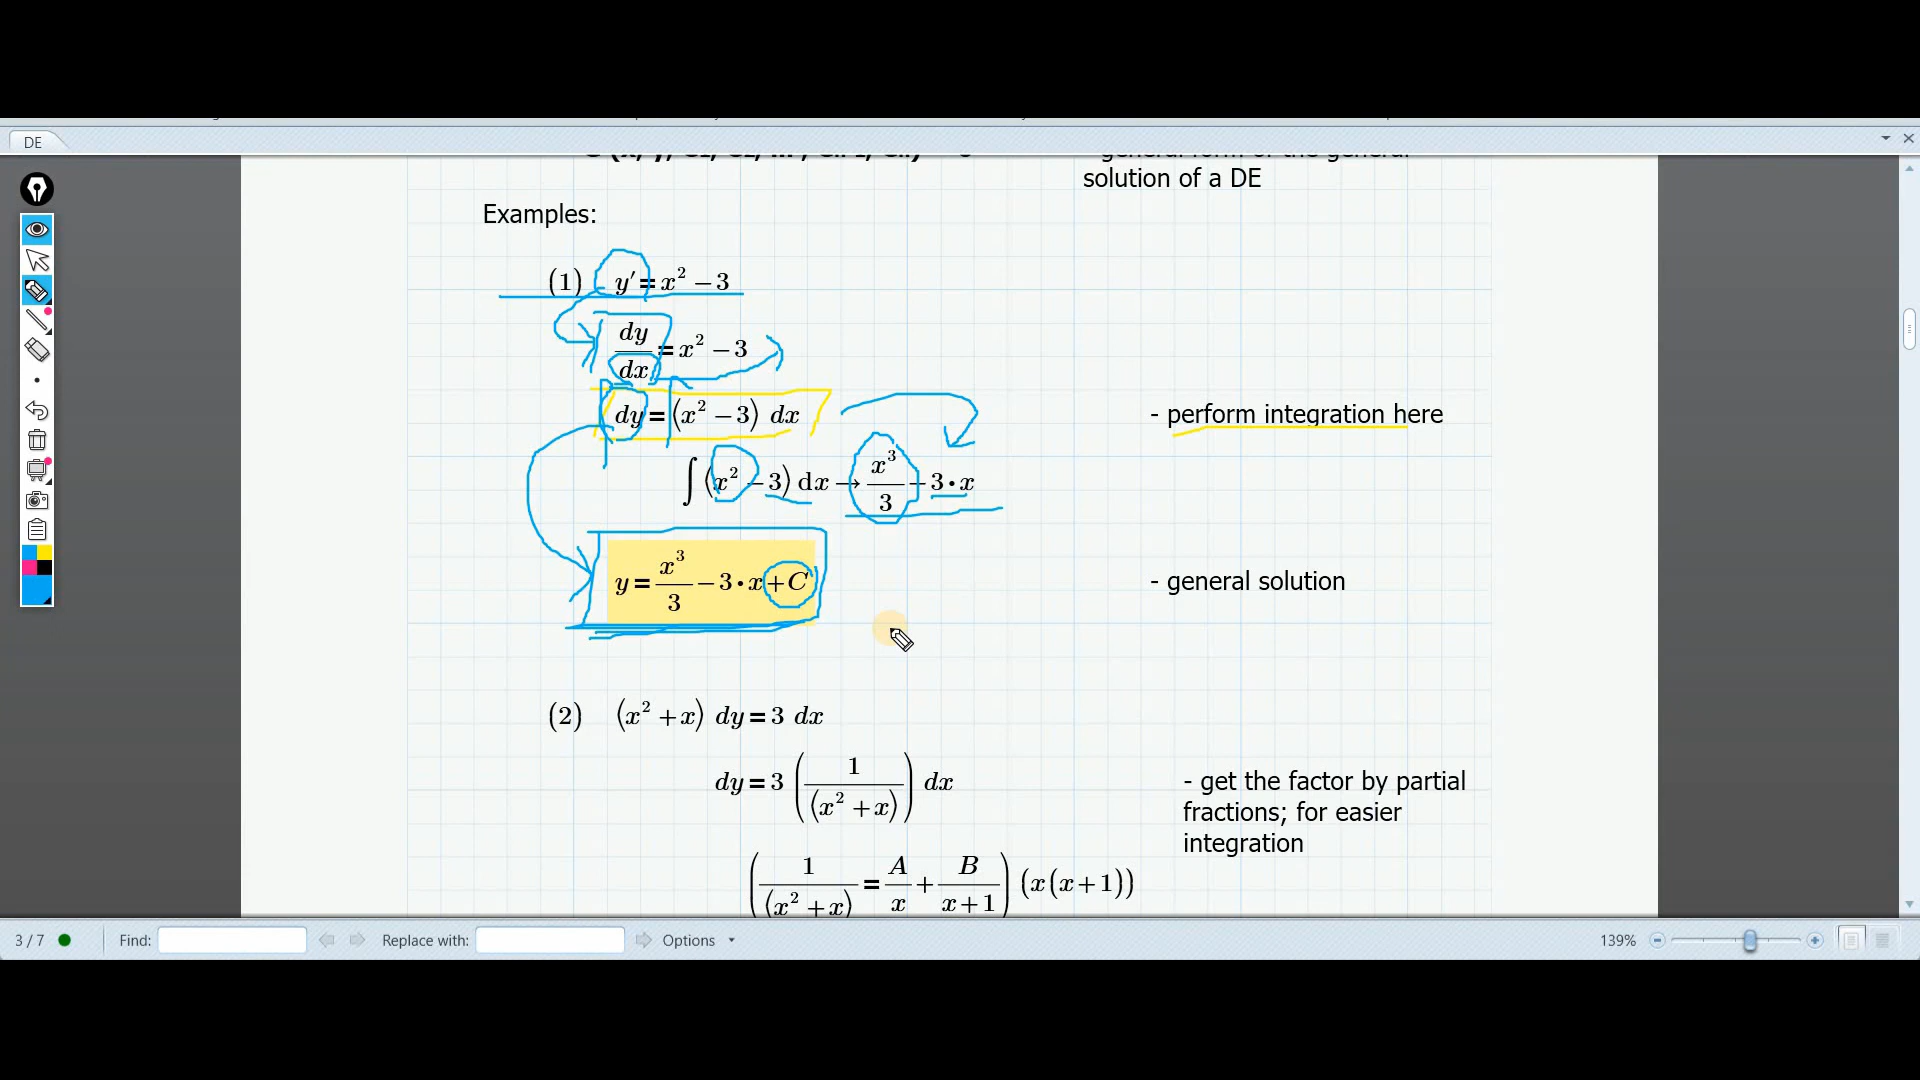 DE
solution of a DE
Examples:
(1) y′ = x² − 3
dy/dx = x² − 3
dy = (x² − 3) dx
- perform integration here
∫ (x² − 3) dx → x³/3 − 3·x
y = x³/3 − 3·x + C
- general solution
(2) (x² + x) dy = 3 dx
dy = 3 (1/(x² + x)) dx
- get the factor by partial
fractions; for easier
integration
(1/(x² + x) = A/x + B/(x + 1)) (x(x + 1))
3 / 7 Find: Replace with: Options 139%